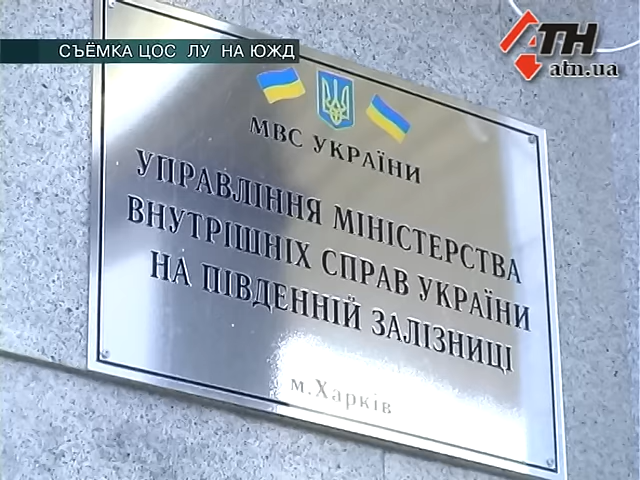 СЪЁМКА ЦОС ЛУ НА ЮЖД
АТН
atn.ua
МВС УКРАЇНИ
УПРАВЛІННЯ МІНІСТЕРСТВА
ВНУТРІШНІХ СПРАВ УКРАЇНИ
НА ПІВДЕННІЙ ЗАЛІЗНИЦІ
м.Харків